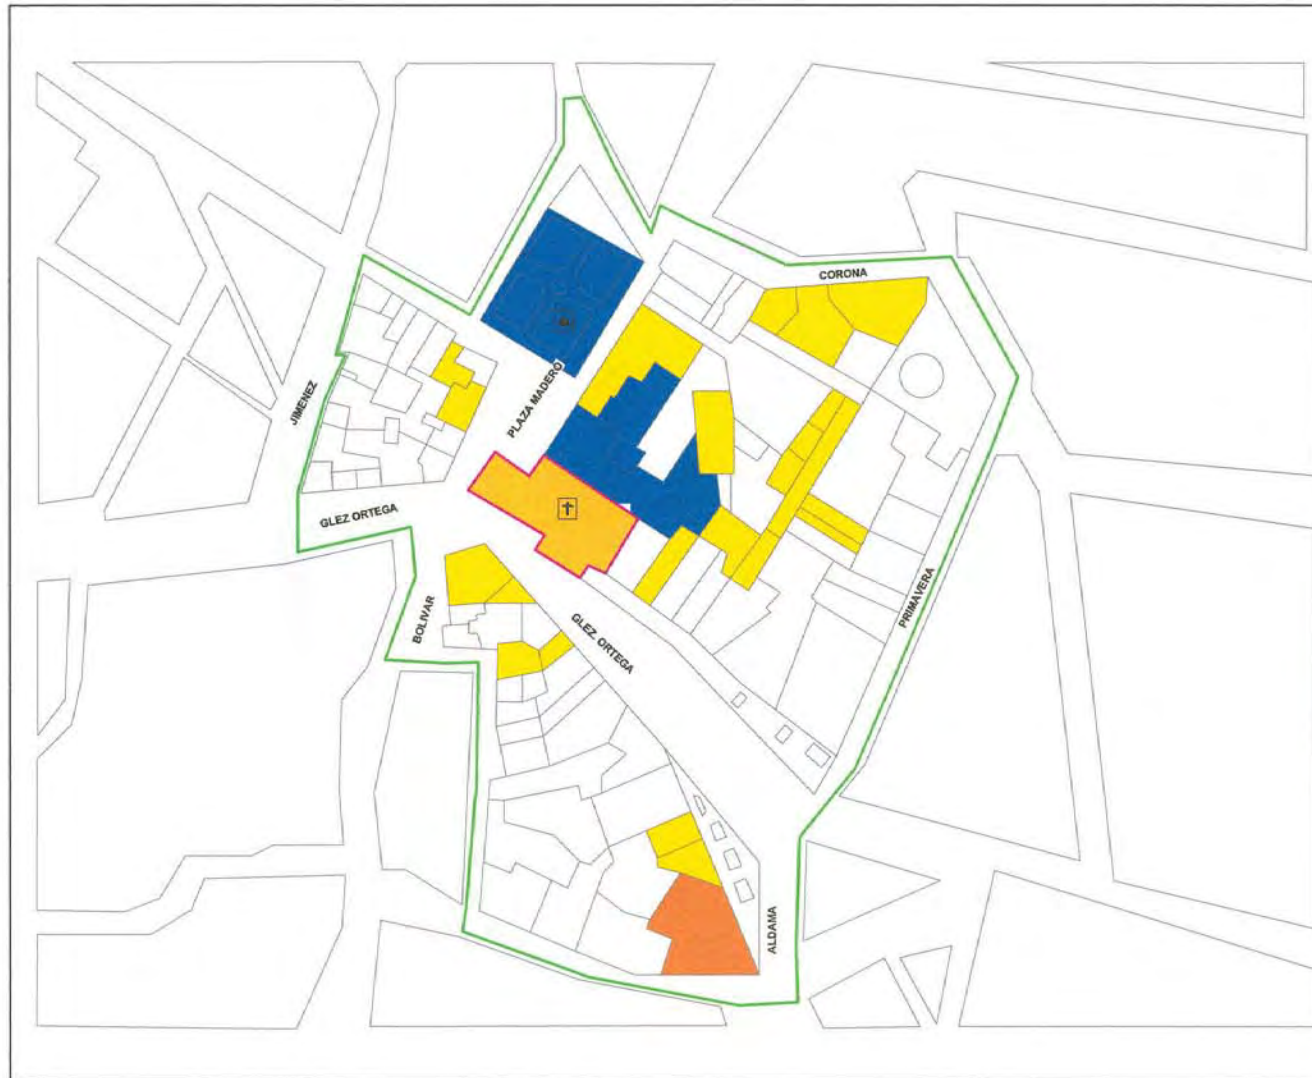 CORONA
PLAZA MADERO
JIMENEZ
GLEZ ORTEGA
BOLIVAR
GLEZ. ORTEGA
PRIMAVERA
ALDAMA